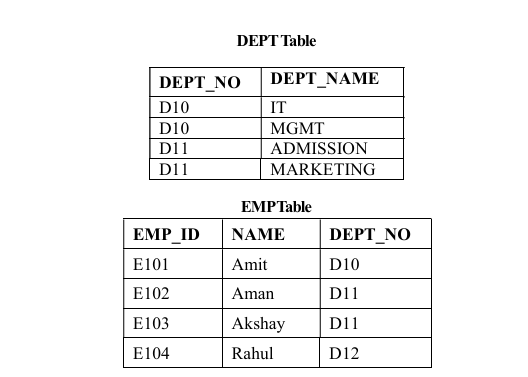 DEPT Table
DEPT_NO DEPT_NAME
D10 IT
D10 MGMT
D11 ADMISSION
D11 MARKETING
EMPTable
EMP_ID NAME DEPT_NO
E101 Amit D10
E102 Aman D11
E103 Akshay D11
E104 Rahul D12